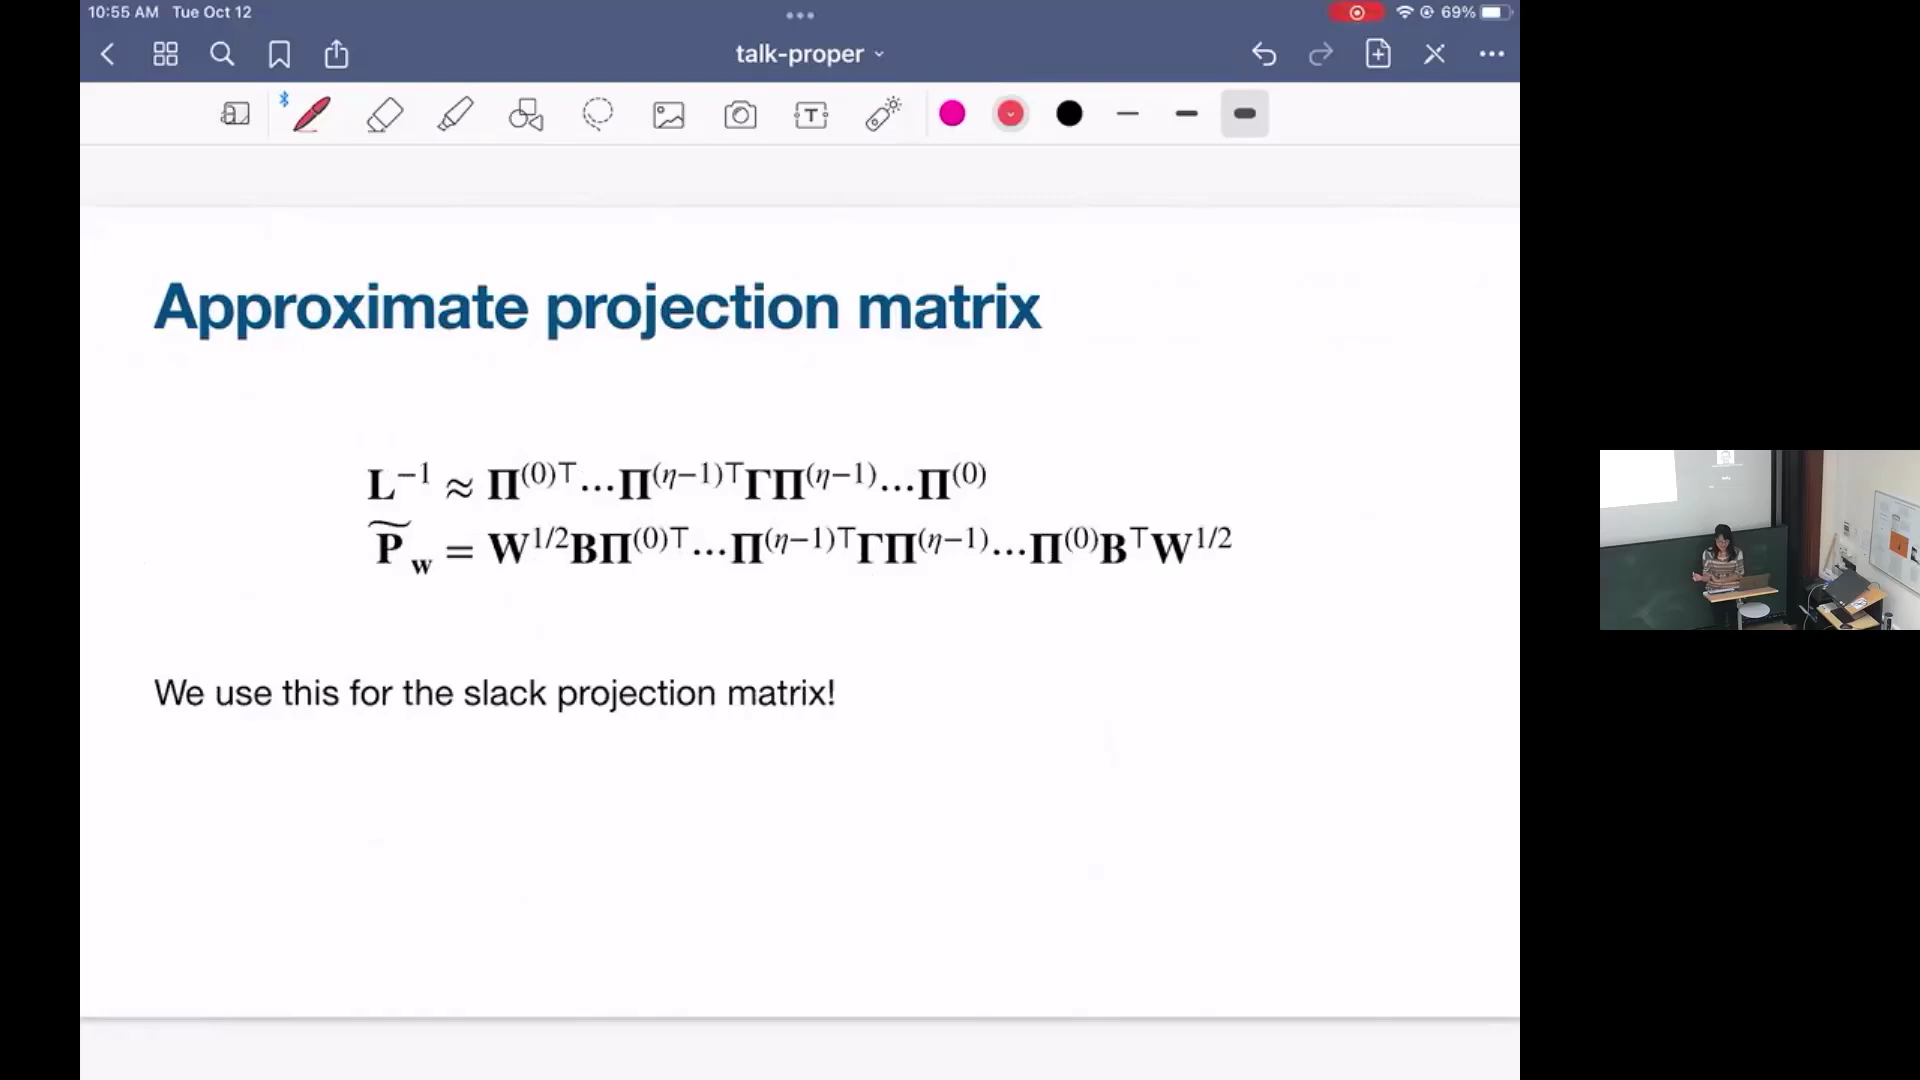 10:55 AM Tue Oct 12
69%
talk-proper
Approximate projection matrix
L⁻¹ ≈ Π^{(0)⊤}⋯Π^{(η−1)⊤}ΓΠ^{(η−1)}⋯Π^{(0)}
P̃_w = W^{1/2}BΠ^{(0)⊤}⋯Π^{(η−1)⊤}ΓΠ^{(η−1)}⋯Π^{(0)}B^⊤W^{1/2}
We use this for the slack projection matrix!